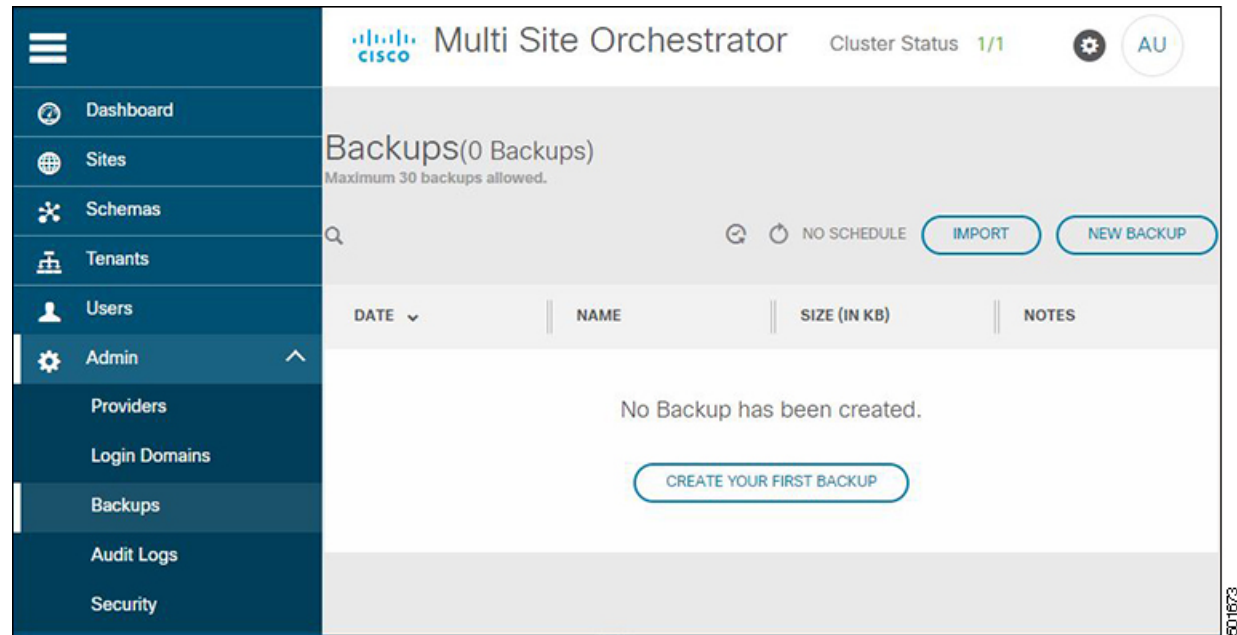 CISCO Multi Site Orchestrator Cluster Status 1/1 AU
Dashboard
Sites
Schemas
Tenants
Users
Admin
Providers
Login Domains
Backups
Audit Logs
Security
Backups(0 Backups)
Maximum 30 backups allowed.
NO SCHEDULE IMPORT NEW BACKUP
DATE NAME SIZE (IN KB) NOTES
No Backup has been created.
CREATE YOUR FIRST BACKUP
501673